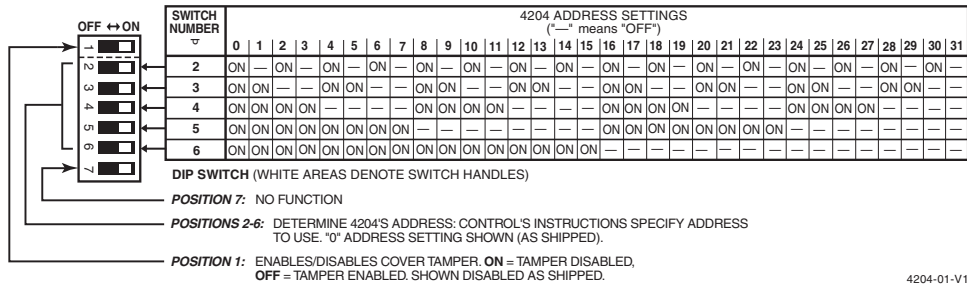 OFF ↔ ON
1
2
3
4
5
6
7
SWITCH NUMBER
4204 ADDRESS SETTINGS
("—" means "OFF")
0 1 2 3 4 5 6 7 8 9 10 11 12 13 14 15 16 17 18 19 20 21 22 23 24 25 26 27 28 29 30 31
2 ON — ON — ON — ON — ON — ON — ON — ON — ON — ON — ON — ON — ON — ON — ON — ON —
3 ON ON — — ON ON — — ON ON — — ON ON — — ON ON — — ON ON — — ON ON — — ON ON — —
4 ON ON ON ON — — — — ON ON ON ON — — — — ON ON ON ON — — — — ON ON ON ON — — — —
5 ON ON ON ON ON ON ON ON — — — — — — — — ON ON ON ON ON ON ON ON — — — — — — — —
6 ON ON ON ON ON ON ON ON ON ON ON ON ON ON ON ON — — — — — — — — — — — — — — — —
DIP SWITCH (WHITE AREAS DENOTE SWITCH HANDLES)
POSITION 7: NO FUNCTION
POSITIONS 2-6: DETERMINE 4204'S ADDRESS: CONTROL'S INSTRUCTIONS SPECIFY ADDRESS
TO USE. "0" ADDRESS SETTING SHOWN (AS SHIPPED).
POSITION 1: ENABLES/DISABLES COVER TAMPER. ON = TAMPER DISABLED,
OFF = TAMPER ENABLED. SHOWN DISABLED AS SHIPPED.
4204-01-V1